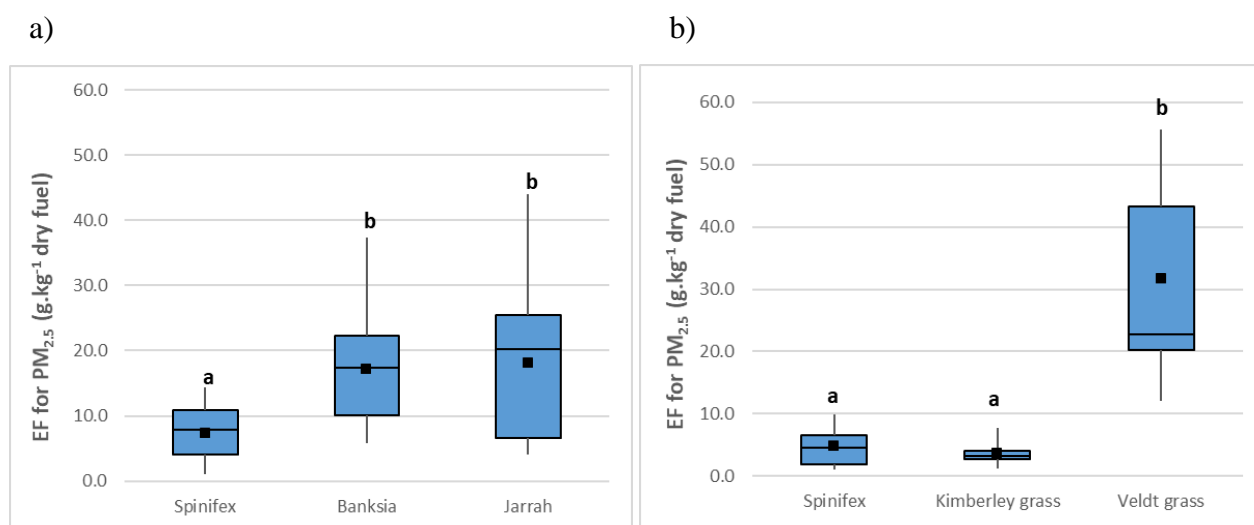 a)
b)
EF for PM2.5 (g.kg-1 dry fuel)
60.0
50.0
40.0
30.0
20.0
10.0
0.0
a
b
b
Spinifex Banksia Jarrah
EF for PM2.5 (g.kg-1 dry fuel)
60.0
50.0
40.0
30.0
20.0
10.0
0.0
a
a
b
Spinifex Kimberley grass Veldt grass